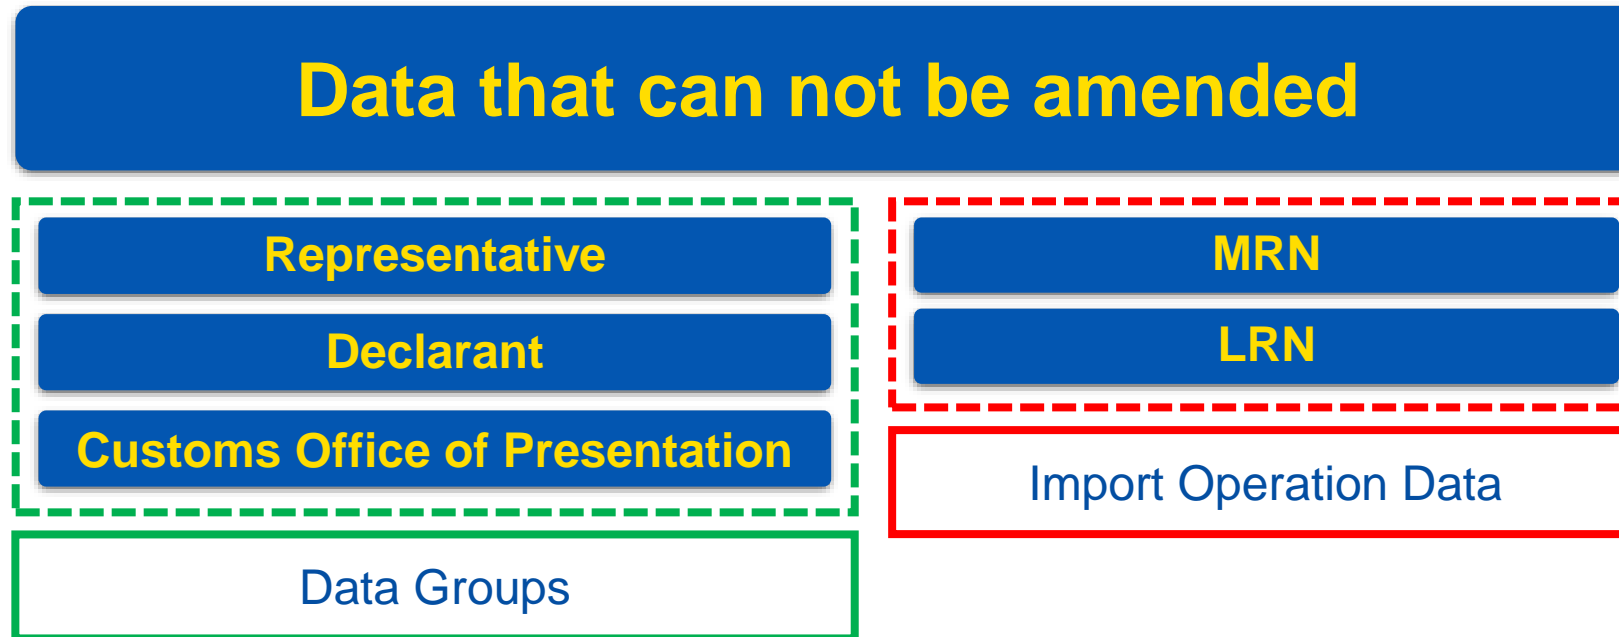 Data that can not be amended
Representative
Declarant
Customs Office of Presentation
Data Groups
MRN
LRN
Import Operation Data